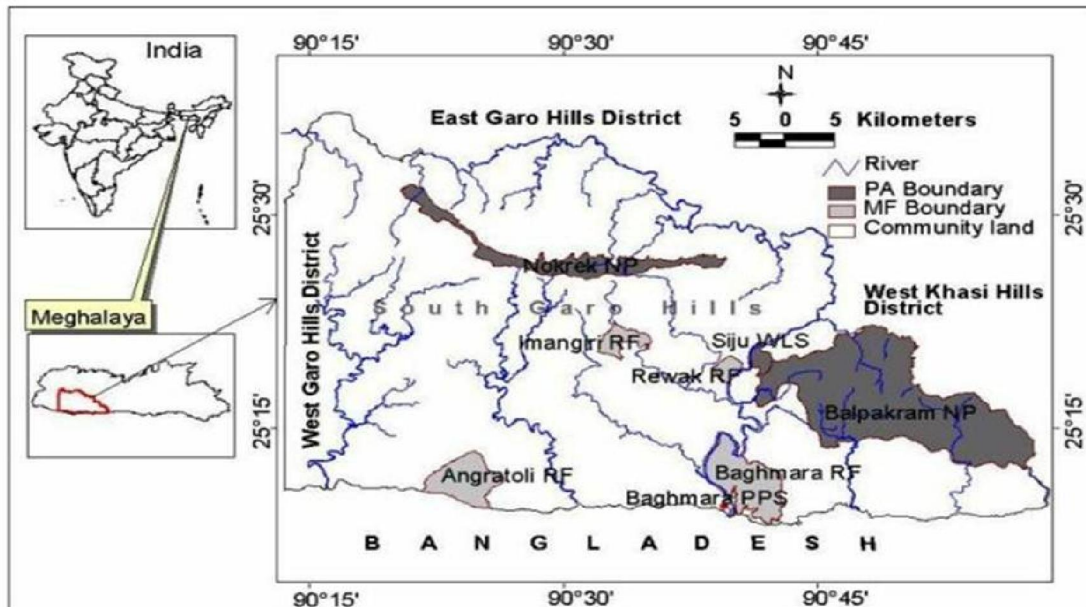 India
Meghalaya
90°15' 90°30' 90°45'
N
East Garo Hills District
5 0 5 Kilometers
River
PA Boundary
MF Boundary
Community land
25°30' 25°30'
Nokrek NP
West Garo Hills District
South Garo Hills
West Khasi Hills
District
Imangiri RF
Siju WLS
Rewak RF
Balpakram NP
25°15' 25°15'
Angratoli RF
Baghmara RF
Baghmara PPS
BANGLADESH
90°15' 90°30' 90°45'